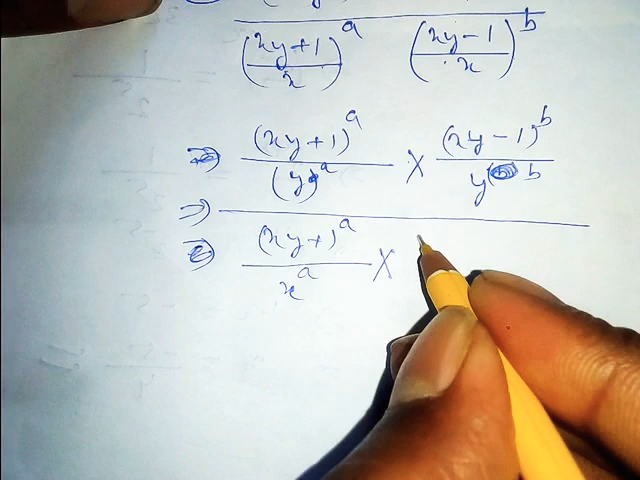 (xy+1/x)^a (xy-1/x)^b
(xy+1)^a/(y)^a × (xy-1)^b/y^b
⇒
(xy+1)^a/x^a ×